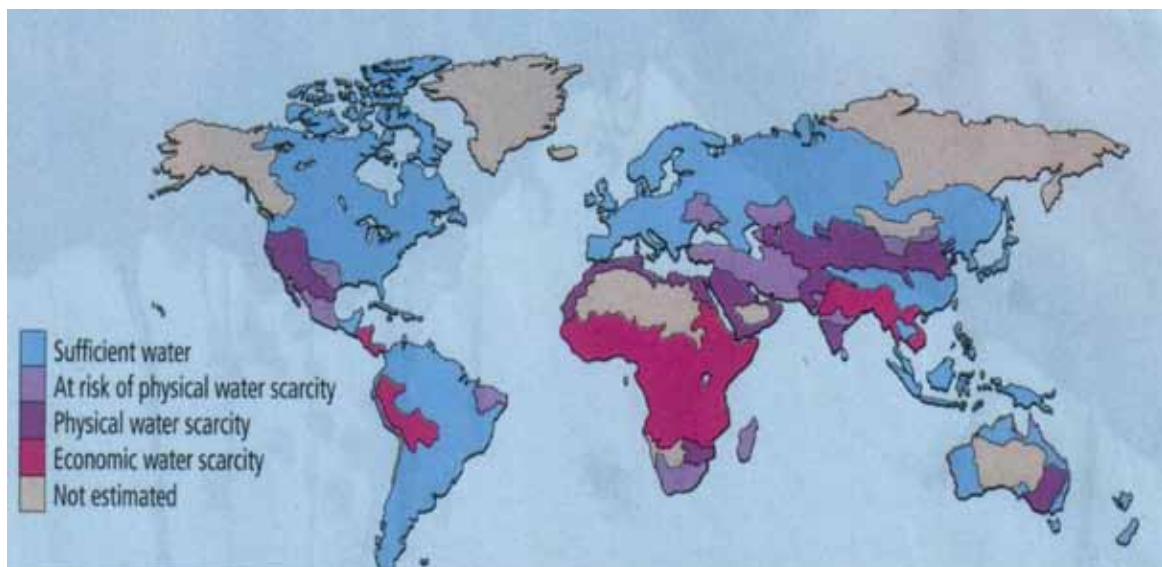 Sufficient water
At risk of physical water scarcity
Physical water scarcity
Economic water scarcity
Not estimated